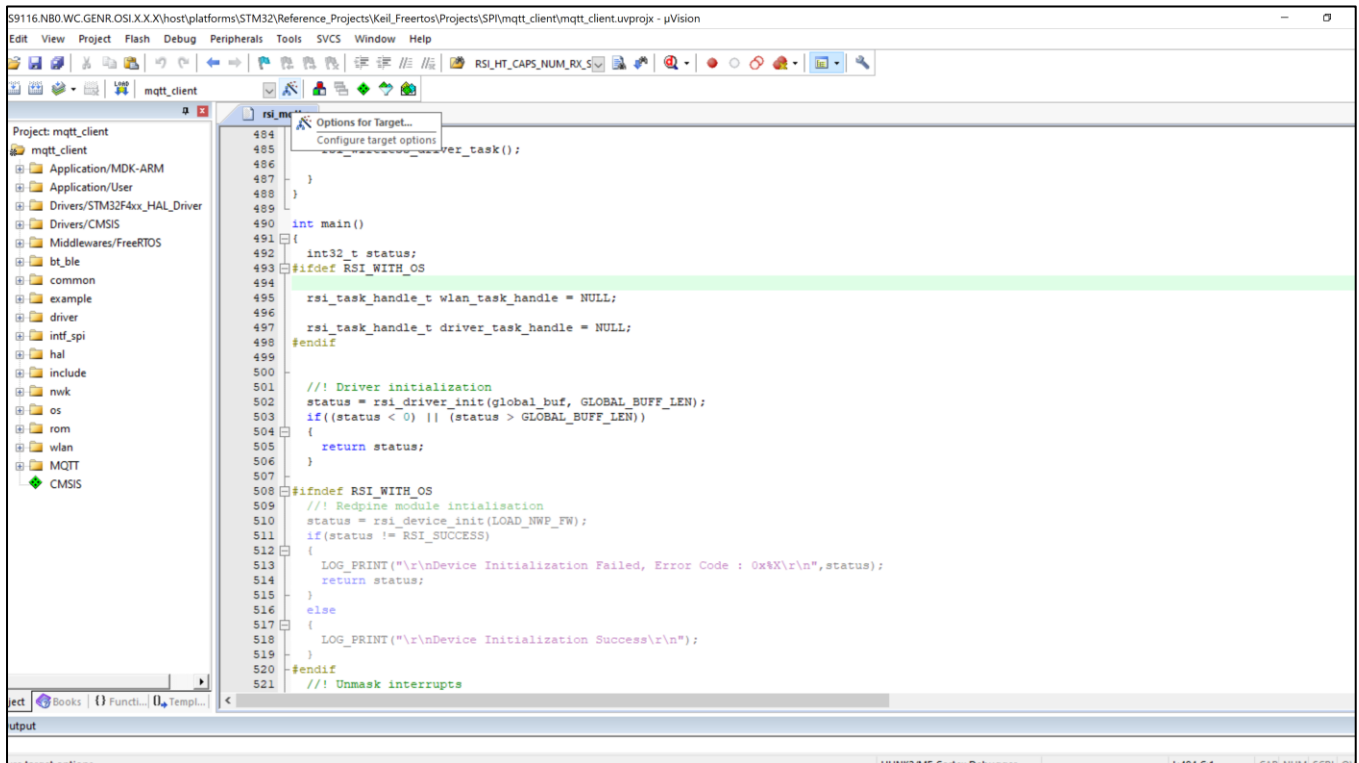 S9116.NB0.WC.GENR.OSI.X.X.X\host\platforms\STM32\Reference_Projects\Keil_Freertos\Projects\SPI\mqtt_client\mqtt_client.uvprojx - µVision
Edit View Project Flash Debug Peripherals Tools SVCS Window Help
RSI_HT_CAPS_NUM_RX_S
LOAD mqtt_client
Options for Target...
Configure target options
Project: mqtt_client
mqtt_client
Application/MDK-ARM
Application/User
Drivers/STM32F4xx_HAL_Driver
Drivers/CMSIS
Middlewares/FreeRTOS
bt_ble
common
example
driver
intf_spi
hal
include
nwk
os
rom
wlan
MQTT
CMSIS
Books Functi... Templ...
484
485 rsi_wireless_driver_task();
486
487 }
488 }
489
490 int main()
491 {
492 int32_t status;
493 #ifdef RSI_WITH_OS
494
495 rsi_task_handle_t wlan_task_handle = NULL;
496
497 rsi_task_handle_t driver_task_handle = NULL;
498 #endif
499
500
501 //! Driver initialization
502 status = rsi_driver_init(global_buf, GLOBAL_BUFF_LEN);
503 if((status < 0) || (status > GLOBAL_BUFF_LEN))
504 {
505 return status;
506 }
507
508 #ifndef RSI_WITH_OS
509 //! Redpine module intialisation
510 status = rsi_device_init(LOAD_NWP_FW);
511 if(status != RSI_SUCCESS)
512 {
513 LOG_PRINT("\r\nDevice Initialization Failed, Error Code : 0x%X\r\n",status);
514 return status;
515 }
516 else
517 {
518 LOG_PRINT("\r\nDevice Initialization Success\r\n");
519 }
520 #endif
521 //! Unmask interrupts